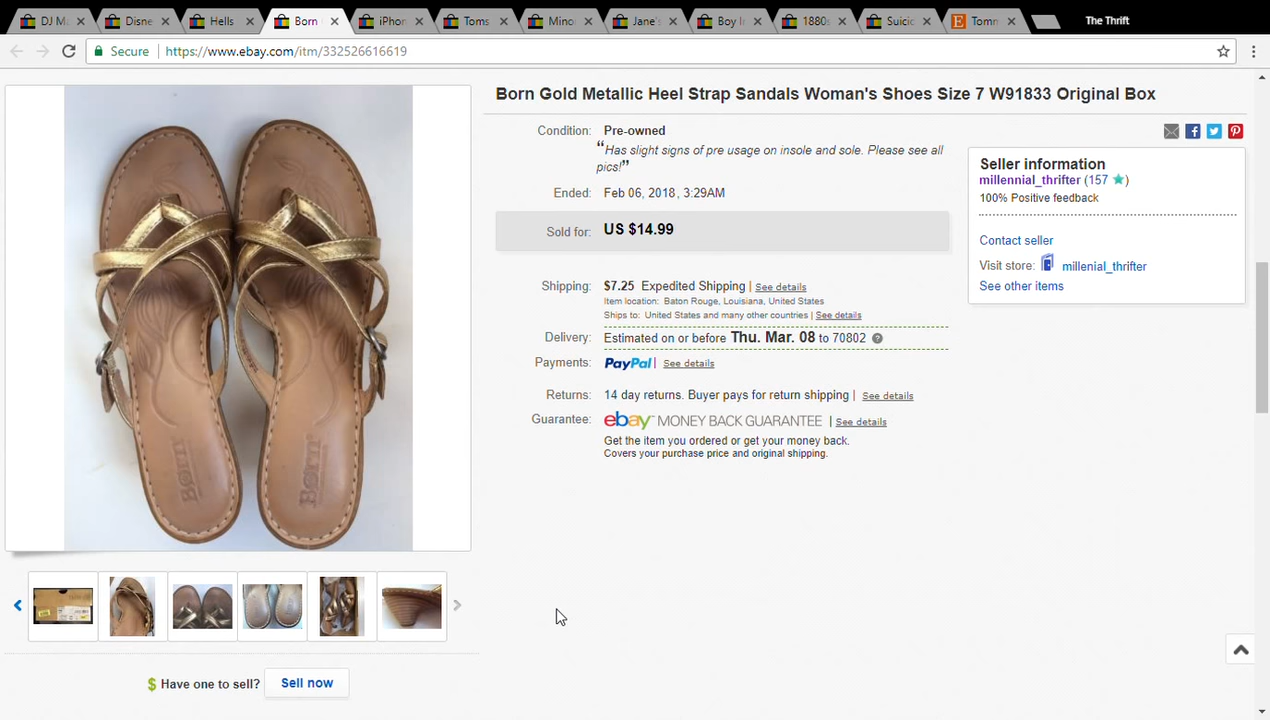 DJ M
Disne
Hells
Born
iPhon
Toms
Mino
Jane's
Boy I
1880s
Suici
Tomm
The Thrift
Secure
https://www.ebay.com/itm/332526616619
Born Gold Metallic Heel Strap Sandals Woman's Shoes Size 7 W91833 Original Box
Condition: Pre-owned
“Has slight signs of pre usage on insole and sole. Please see all
pics!”
Ended: Feb 06, 2018 , 3:29AM
Sold for: US $14.99
Shipping: $7.25 Expedited Shipping | See details
Item location: Baton Rouge, Louisiana, United States
Ships to: United States and many other countries | See details
Delivery: Estimated on or before Thu. Mar. 08 to 70802 ?
Payments: PayPal | See details
Returns: 14 day returns. Buyer pays for return shipping | See details
Guarantee: ebay MONEY BACK GUARANTEE | See details
Get the item you ordered or get your money back.
Covers your purchase price and original shipping.
Seller information
millennial_thrifter (157 ★)
100% Positive feedback
Contact seller
Visit store: millenial_thrifter
See other items
Born
Born
$ Have one to sell? Sell now